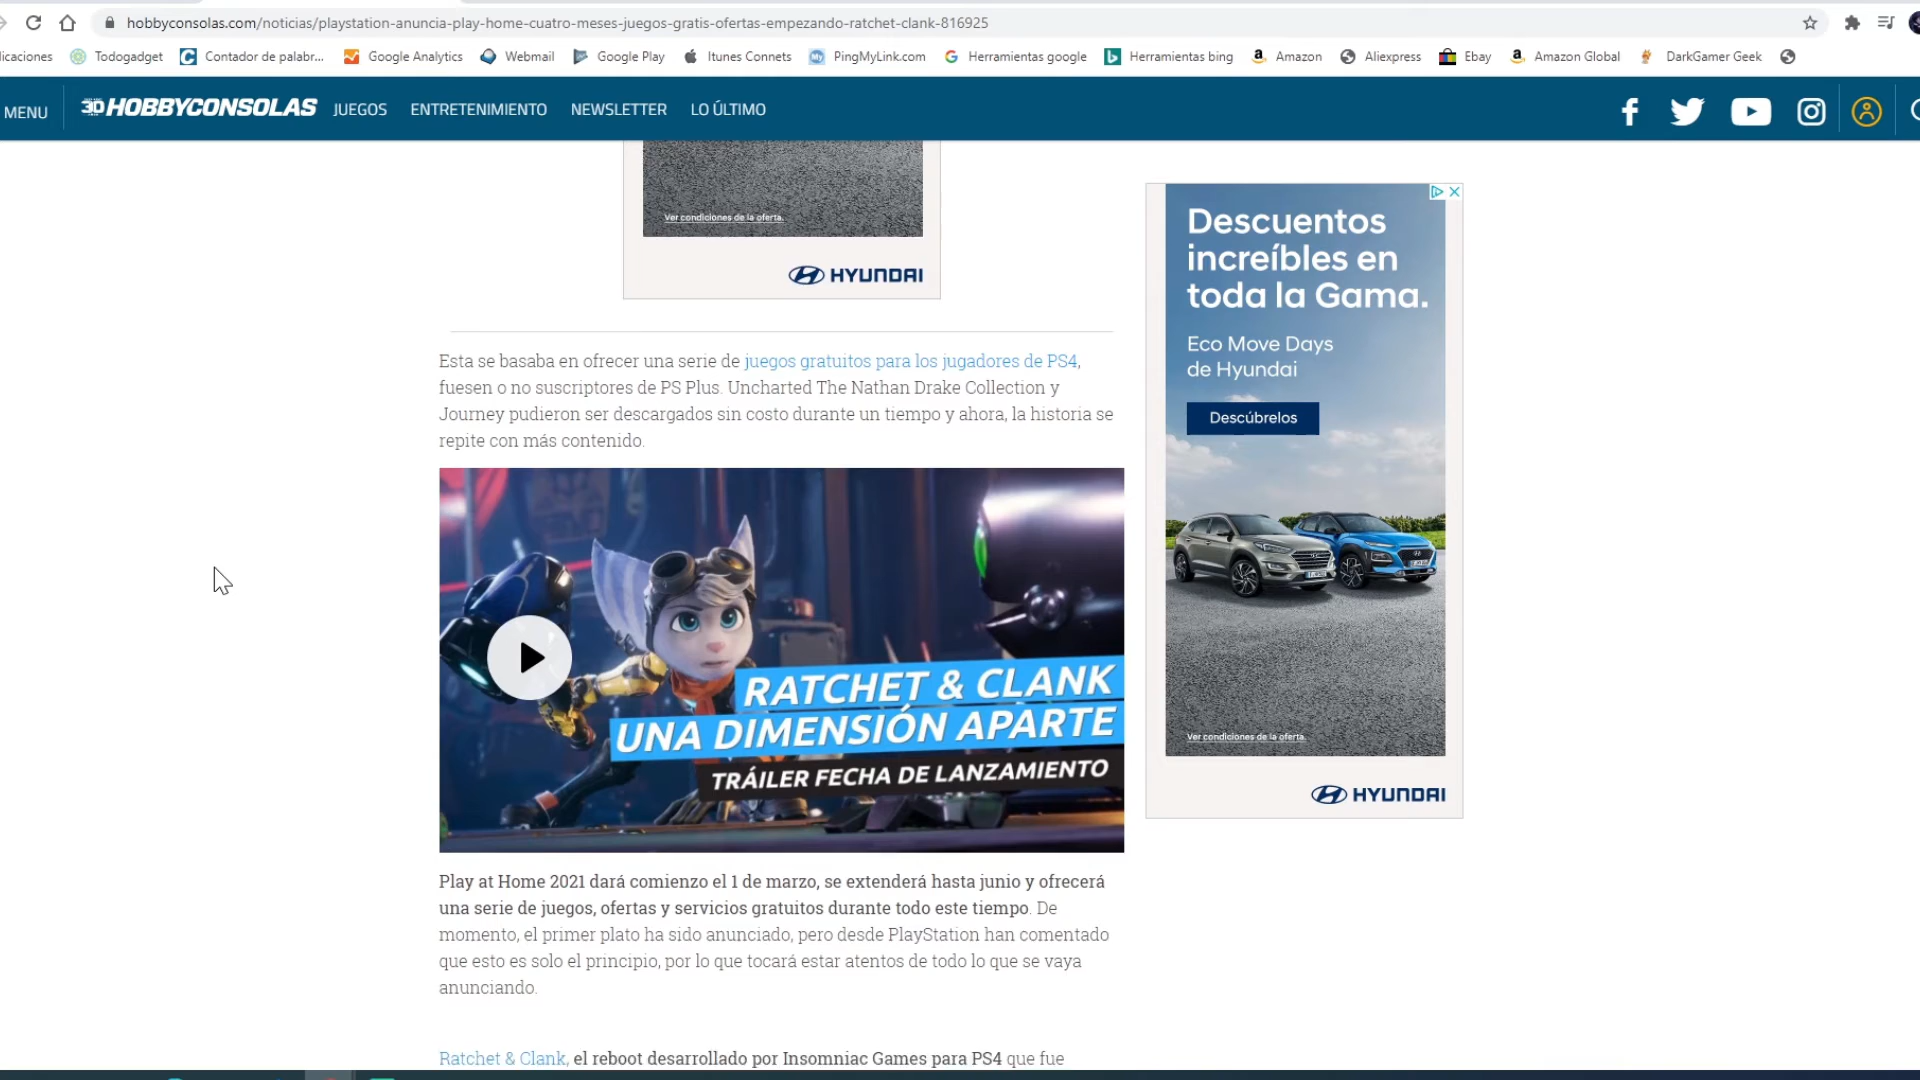 hobbyconsolas.com/noticias/playstation-anuncia-play-home-cuatro-meses-juegos-gratis-ofertas-empezando-ratchet-clank-816925
licaciones Todogadget Contador de palabr... Google Analytics Webmail Google Play Itunes Connets PingMyLink.com Herramientas google Herramientas bing Amazon Aliexpress Ebay Amazon Global DarkGamer Geek
MENU 3D HOBBYCONSOLAS JUEGOS ENTRETENIMIENTO NEWSLETTER LO ÚLTIMO
Ver condiciones de la oferta.
HYUNDAI
Esta se basaba en ofrecer una serie de juegos gratuitos para los jugadores de PS4,
fuesen o no suscriptores de PS Plus. Uncharted The Nathan Drake Collection y
Journey pudieron ser descargados sin costo durante un tiempo y ahora, la historia se
repite con más contenido.
RATCHET & CLANK
UNA DIMENSIÓN APARTE
TRÁILER FECHA DE LANZAMIENTO
Play at Home 2021 dará comienzo el 1 de marzo, se extenderá hasta junio y ofrecerá
una serie de juegos, ofertas y servicios gratuitos durante todo este tiempo. De
momento, el primer plato ha sido anunciado, pero desde PlayStation han comentado
que esto es solo el principio, por lo que tocará estar atentos de todo lo que se vaya
anunciando.
Ratchet & Clank, el reboot desarrollado por Insomniac Games para PS4 que fue
Descuentos
increíbles en
toda la Gama.
Eco Move Days
de Hyundai
Descúbrelos
Ver condiciones de la oferta.
HYUNDAI